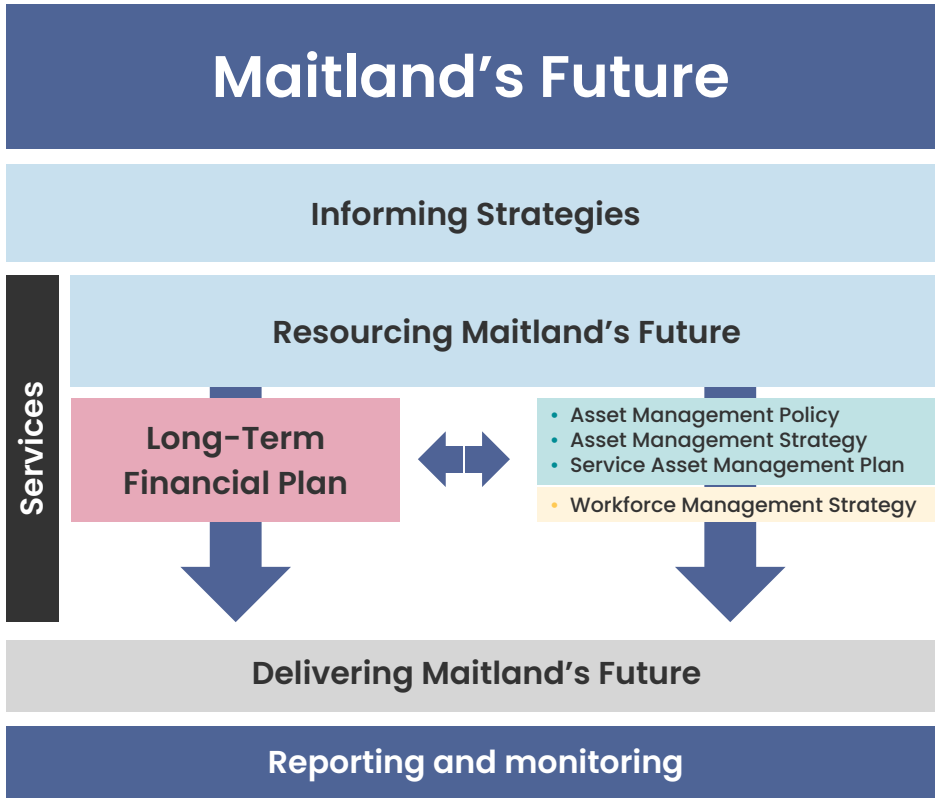 Maitland’s Future
Informing Strategies
Services
Resourcing Maitland’s Future
Long-Term
Financial Plan
• Asset Management Policy
• Asset Management Strategy
• Service Asset Management Plan
• Workforce Management Strategy
Delivering Maitland’s Future
Reporting and monitoring